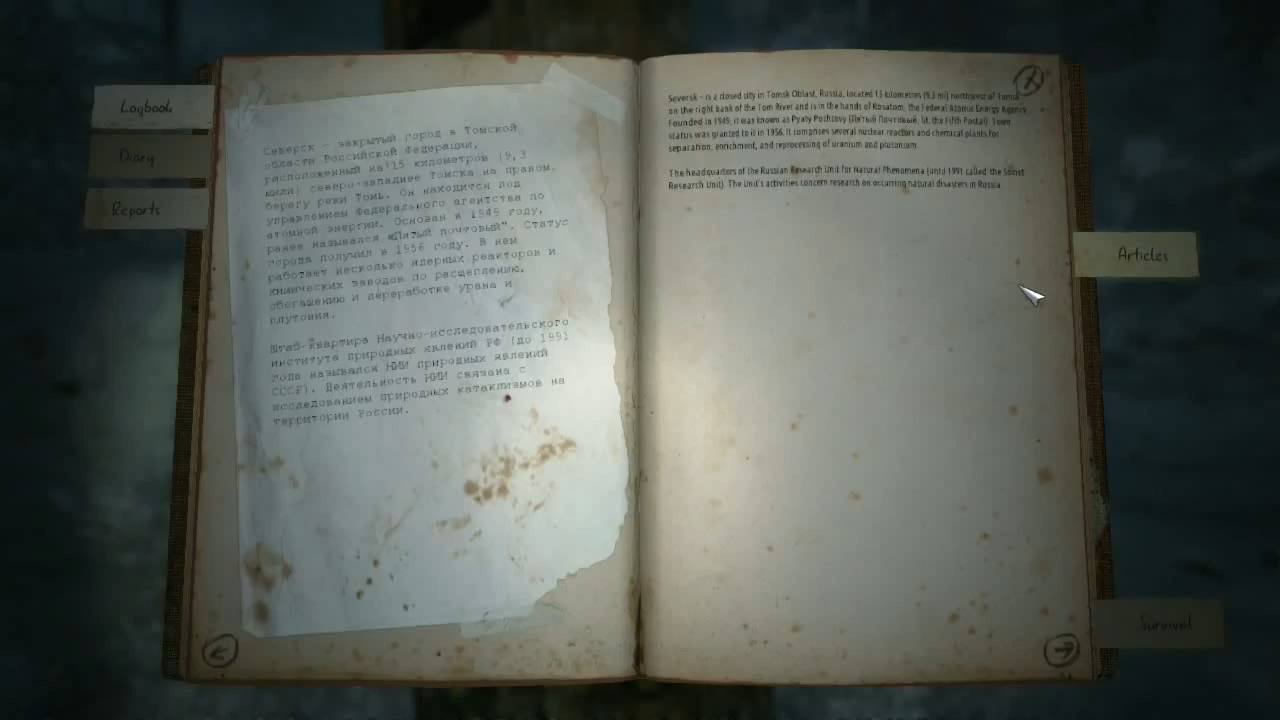 Logbook
Diary
Reports
Северск – закрытый город в Томской
области Российской Федерации,
расположенный на 15 километров (9,3
мили) северо-западнее Томска на правом,
берегу реки Томь. Он находится под
управлением Федерального агентства по
атомной энергии. Основан в 1949 году,
ранее назывался «Пятый почтовый". Статус
города получил в 1956 году. В нем
работает несколько ядерных реакторов и
химических заводов по расщеплению,
обогащению и переработке урана и
плутония.
Штаб-квартира Научно-исследовательского
института природных явлений РФ (до 1991
года назывался НИИ природных явлений
СССР). Деятельность НИИ связана с
исследованием природных катаклизмов на
территории России.
Seversk - is a closed city in Tomsk Oblast, Russia, located 15 kilometres (9,3 mi) northwest of Tomsk
on the right bank of the Tom River and is in the hands of Rosatom, the Federal Atomic Energy Agency.
Founded in 1949, it was known as Pyaty Pochtovy (Пятый Почтовый, lit. the Fifth Postal). Town
status was granted to it in 1956. It comprises several nuclear reactors and chemical plants for
separation, enrichment, and reprocessing of uranium and plutonium.
The headquarters of the Russian Research Unit for Natural Phenomena (until 1991 called the Soviet
Research Unit). The Unit's activities concern research on occurring natural disasters in Russia.
Articles
Survival